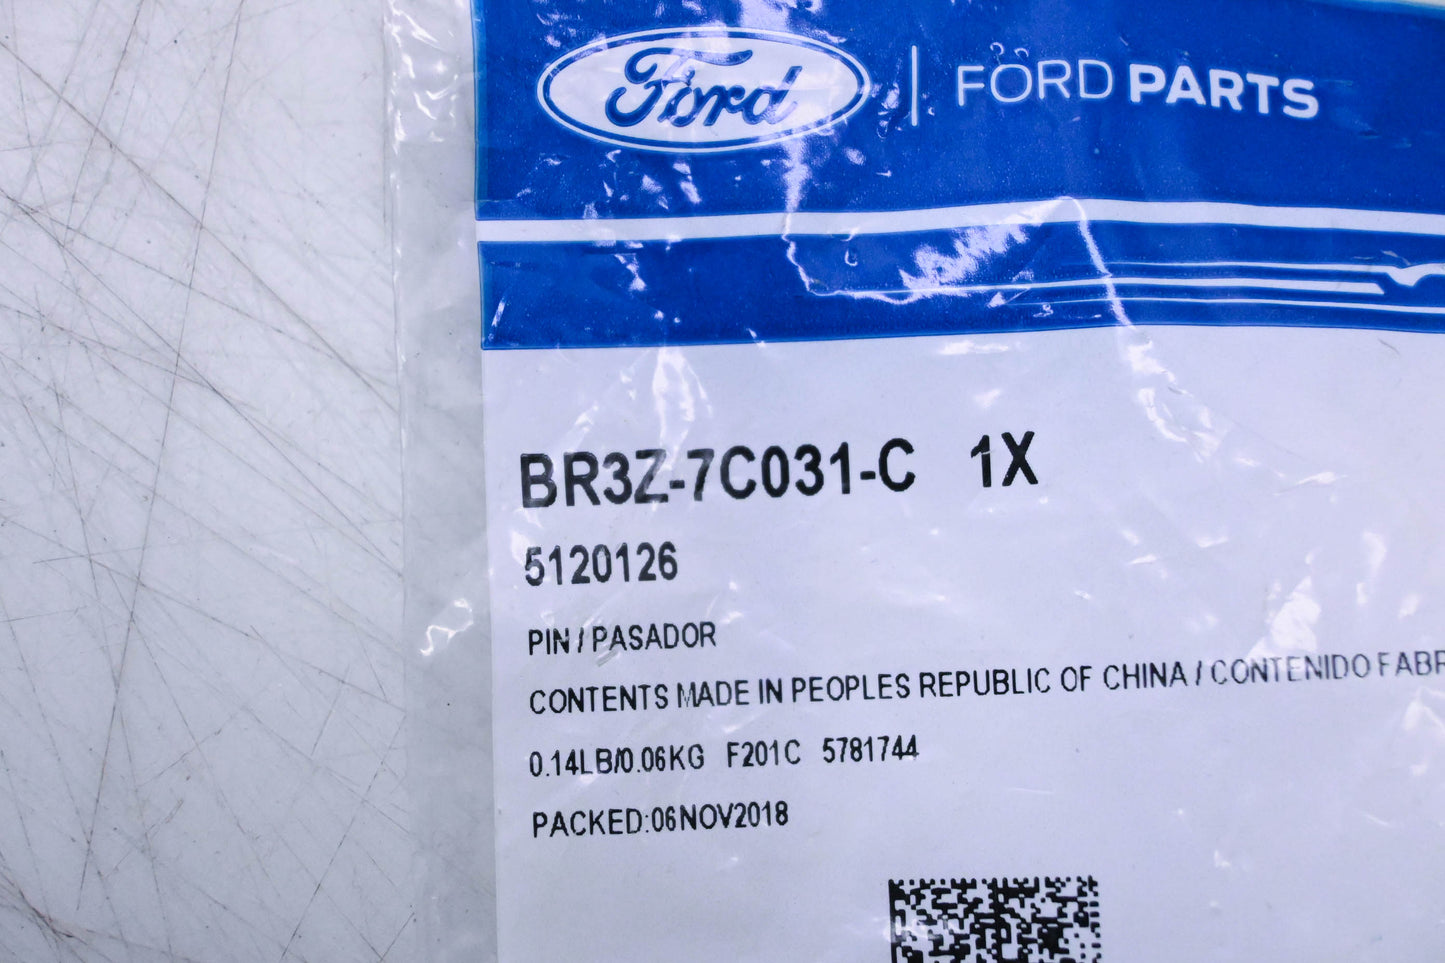 Ford FORD PARTS
BR3Z-7C031-C 1X
5120126
PIN / PASADOR
CONTENTS MADE IN PEOPLES REPUBLIC OF CHINA / CONTENIDO FABR
0.14LB/0.06KG F201C 5781744
PACKED:06NOV2018